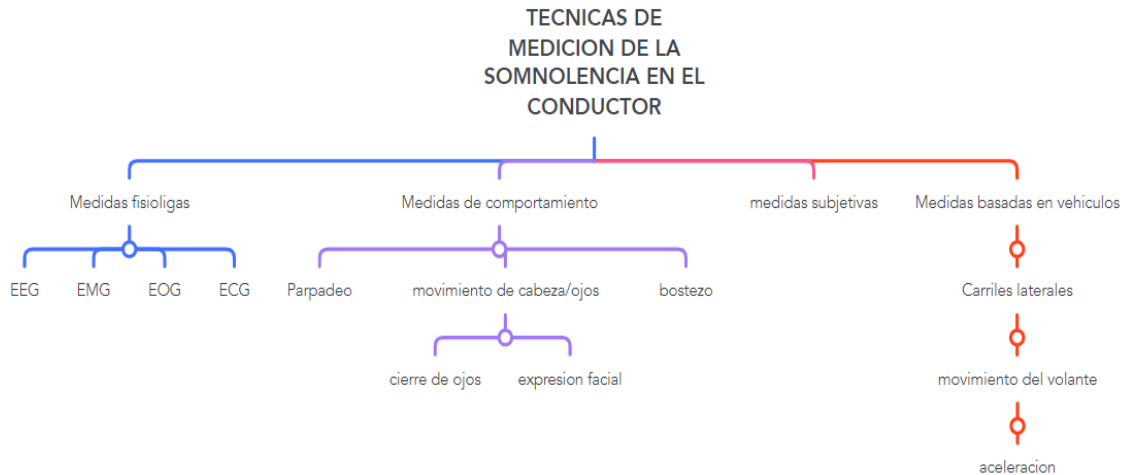 TECNICAS DE
MEDICION DE LA
SOMNOLENCIA EN EL
CONDUCTOR
Medidas fisioligas
Medidas de comportamiento
medidas subjetivas
Medidas basadas en vehiculos
EEG
EMG
EOG
ECG
Parpadeo
movimiento de cabeza/ojos
bostezo
Carriles laterales
cierre de ojos
expresion facial
movimiento del volante
aceleracion